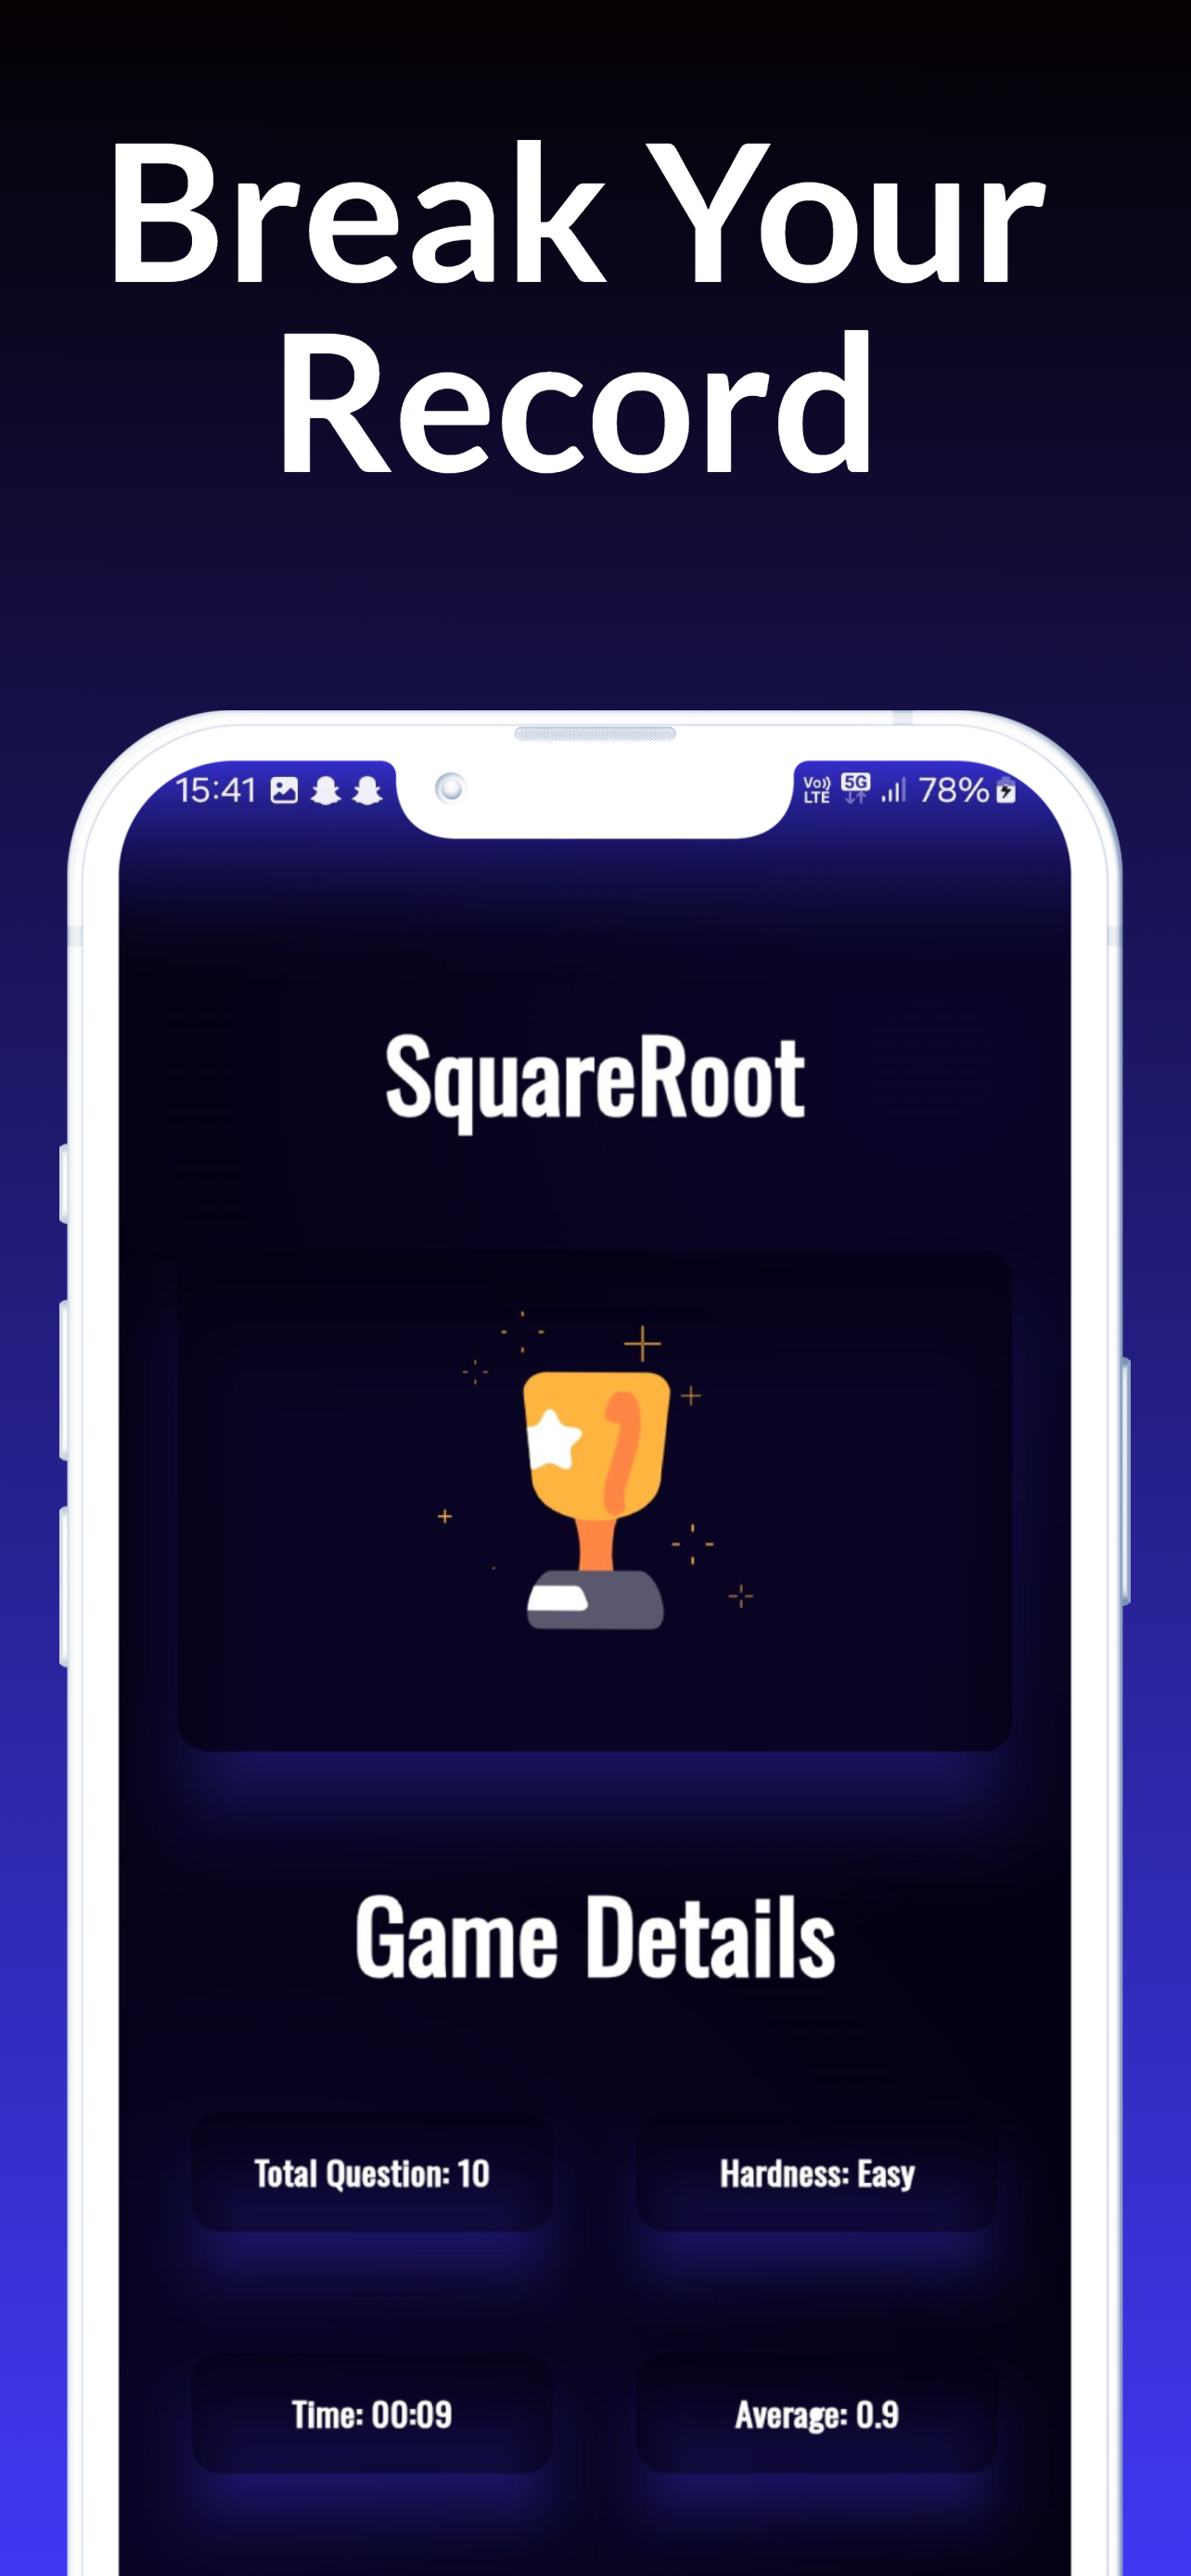 Break Your
Record
15:41 Vo)) LTE 5G 78%
SquareRoot
Game Details
Total Question: 10 Hardness: Easy
Time: 00:09 Average: 0.9